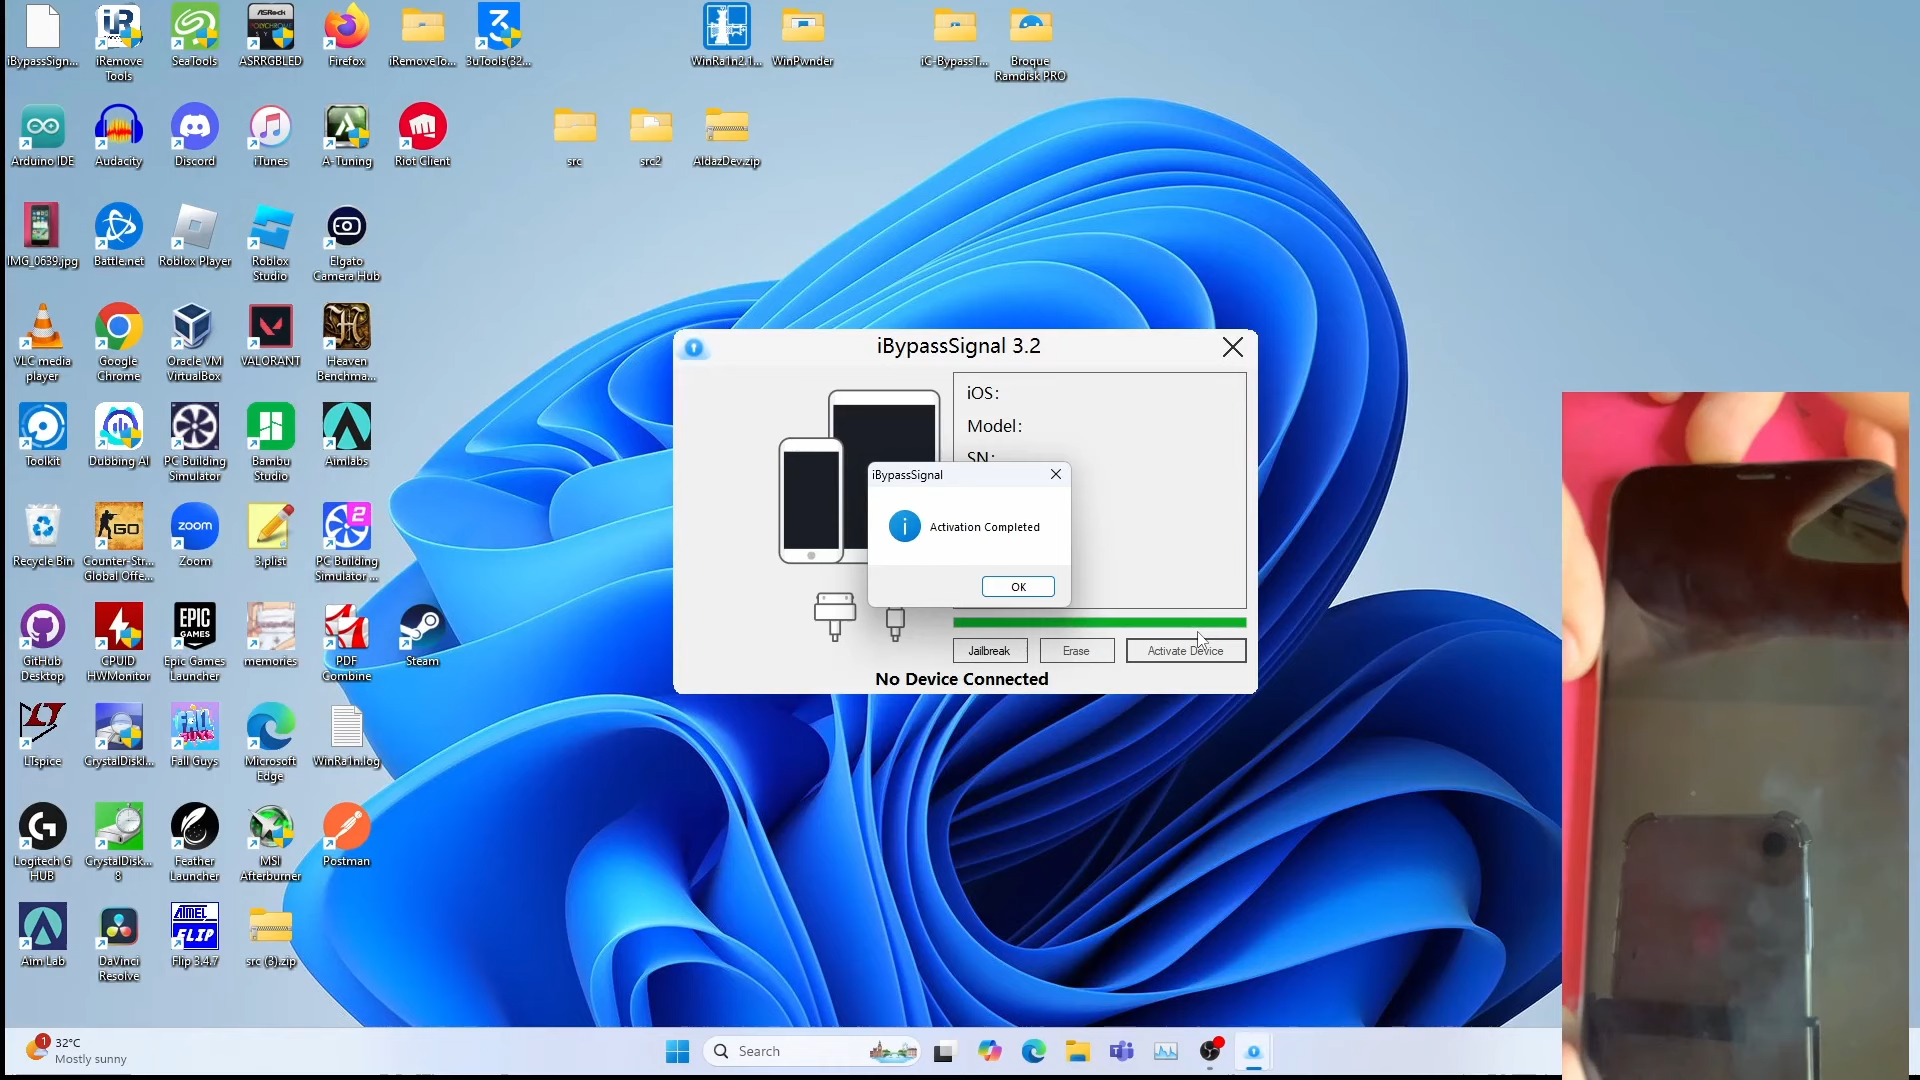 iBypassSign...
iRemove
Tools
SeaTools
ASRRGBLED
Firefox
iRemoveTo...
3uTools(32...
WinRa1n2.1...
WinPwnder
iC-BypassT...
Broque
Ramdisk PRO
Arduino IDE
Audacity
Discord
iTunes
A-Tuning
Riot Client
src
src2
AldazDev.zip
IMG_0639.jpg
Battle.net
Roblox Player
Roblox
Studio
Elgato
Camera Hub
VLC media
player
Google
Chrome
Oracle VM
VirtualBox
VALORANT
Heaven
Benchma...
Toolkit
Dubbing AI
PC Building
Simulator
Bambu
Studio
Aimlabs
Recycle Bin
Counter-Str...
Global Offe...
Zoom
3.plist
PC Building
Simulator ...
GitHub
Desktop
CPUID
HWMonitor
Epic Games
Launcher
memories
PDF
Combine
Steam
LTspice
CrystalDiskI...
Fall Guys
Microsoft
Edge
WinRa1n.log
Logitech G
HUB
CrystalDisk...
8
Feather
Launcher
MSI
Afterburner
Postman
Aim Lab
DaVinci
Resolve
Flip 3.4.7
src (3).zip
iBypassSignal 3.2
iOS:
Model:
SN:
iBypassSignal
Activation Completed
OK
Jailbreak
Erase
Activate Device
No Device Connected
1
32°C
Mostly sunny
Search